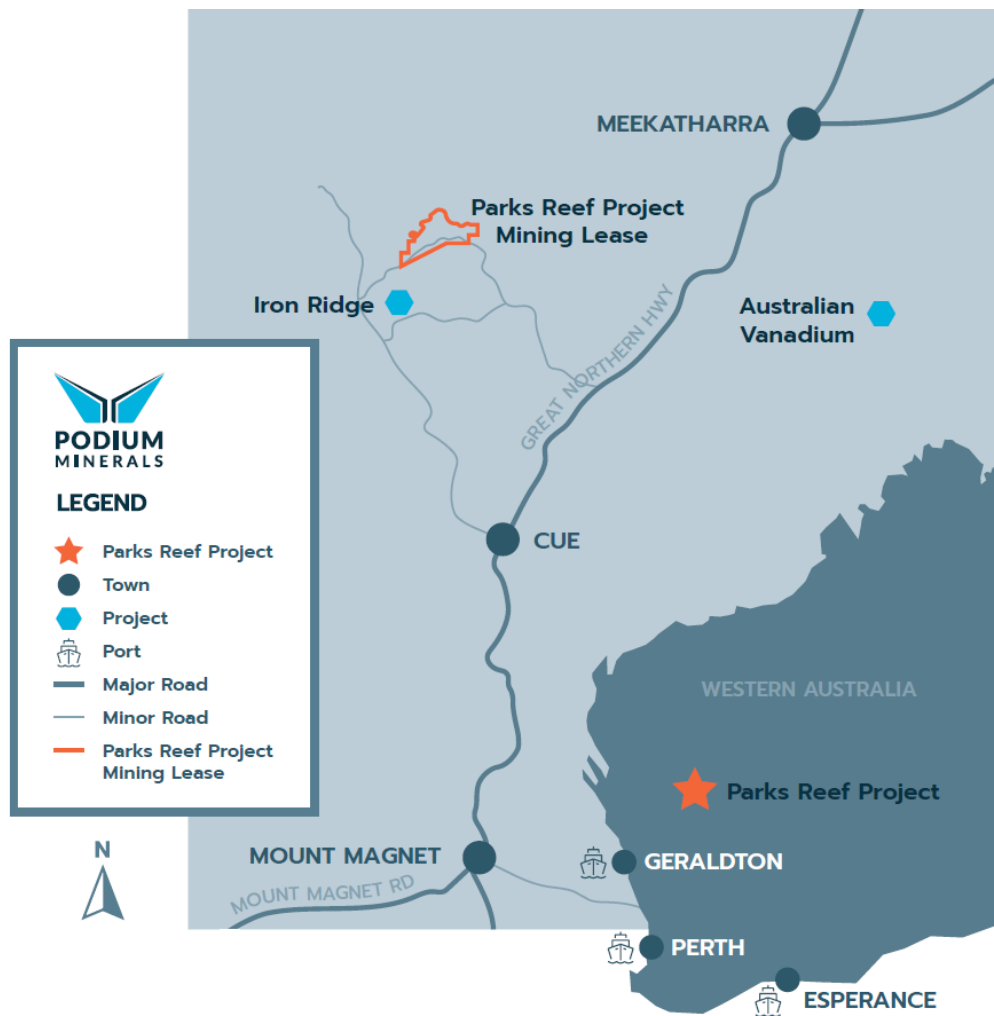 MEEKATHARRA
Parks Reef Project
Mining Lease
Iron Ridge
Australian
Vanadium
GREAT NORTHERN HWY
PODIUM
MINERALS
LEGEND
Parks Reef Project
Town
Project
Port
Major Road
Minor Road
Parks Reef Project
Mining Lease
CUE
WESTERN AUSTRALIA
Parks Reef Project
N
MOUNT MAGNET
MOUNT MAGNET RD
GERALDTON
PERTH
ESPERANCE